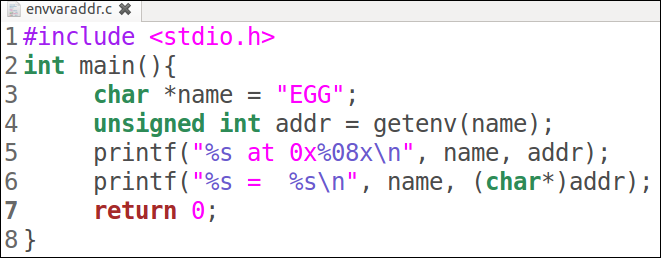 envvaraddr.c ✖
1 #include <stdio.h>
2 int main(){
3     char *name = "EGG";
4     unsigned int addr = getenv(name);
5     printf("%s at 0x%08x\n", name, addr);
6     printf("%s =  %s\n", name, (char*)addr);
7     return 0;
8 }